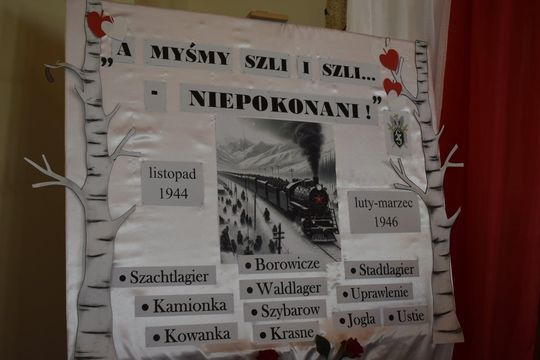 „A MYŚMY SZLI I SZLI...
- NIEPOKONANI!”
listopad
1944
luty-marzec
1946
• Szachtlagier
• Kamionka
• Kowanka
• Borowicze
• Waldlager
• Szybarow
• Krasne
• Stadtlagier
• Uprawlenie
• Jogła
• Ustie